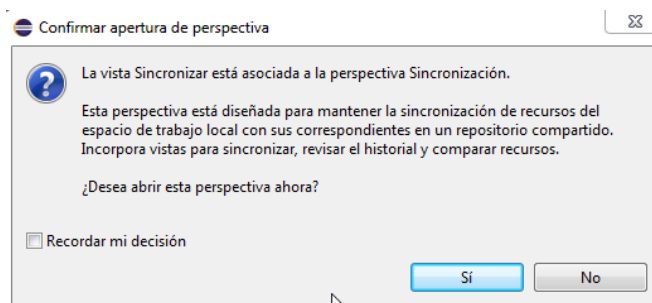 Confirmar apertura de perspectiva
La vista Sincronizar está asociada a la perspectiva Sincronización.
Esta perspectiva está diseñada para mantener la sincronización de recursos del
espacio de trabajo local con sus correspondientes en un repositorio compartido.
Incorpora vistas para sincronizar, revisar el historial y comparar recursos.
¿Desea abrir esta perspectiva ahora?
Recordar mi decisión
Sí
No